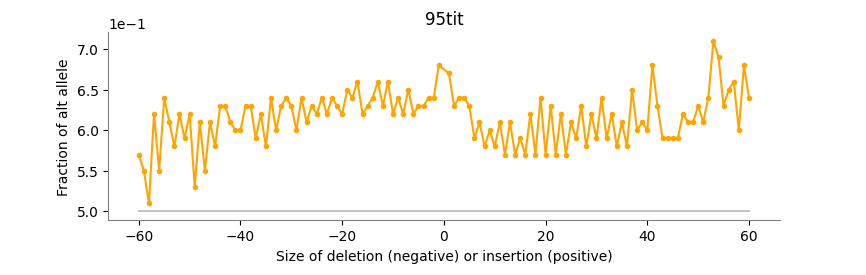 95tit
1e−1
7.0
6.5
6.0
5.5
5.0
Fraction of alt allele
−60 −40 −20 0 20 40 60
Size of deletion (negative) or insertion (positive)